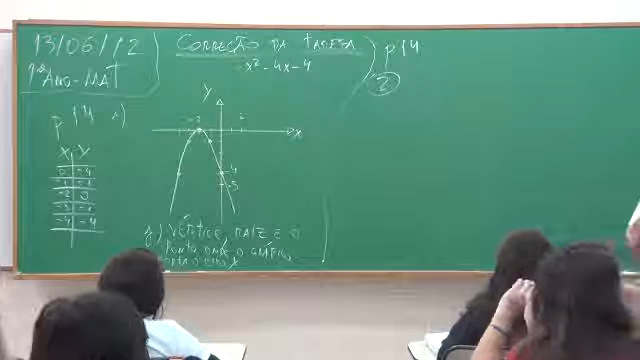 13/06/12
1º ANO-MAT
CORREÇÃO DA TAREFA
-x²-4x-4
p 14
2
p 14
X Y
0 -4
-1 -1
-2 0
-3 -1
-4 -4
Y
-2
2
X
-4
-5
VÉRTICE, RAIZ E O
PONTO ONDE O GRÁFICO
CORTA O EIXO X